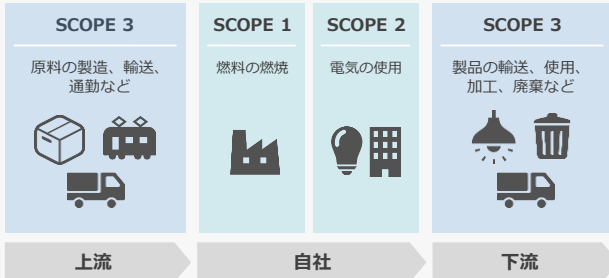 SCOPE 3
原料の製造、輸送、
通勤など
SCOPE 1
燃料の燃焼
SCOPE 2
電気の使用
SCOPE 3
製品の輸送、使用、
加工、廃棄など
上流
自社
下流